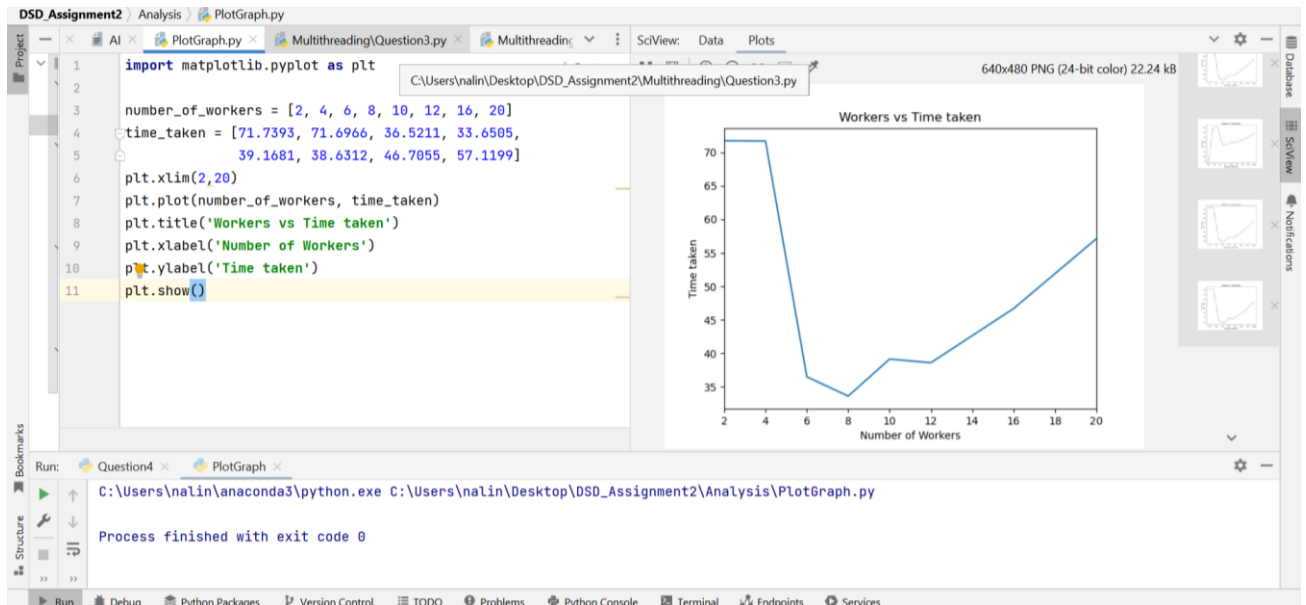 DSD_Assignment2 › Analysis › PlotGraph.py
Project
AI
PlotGraph.py
Multithreading\Question3.py
SciView: Data Plots
C:\Users\nalin\Desktop\DSD_Assignment2\Multithreading\Question3.py
640x480 PNG (24-bit color) 22.24 kB
1 import matplotlib.pyplot as plt
2
3 number_of_workers = [2, 4, 6, 8, 10, 12, 16, 20]
4 time_taken = [71.7393, 71.6966, 36.5211, 33.6505,
5 39.1681, 38.6312, 46.7055, 57.1199]
6 plt.xlim(2,20)
7 plt.plot(number_of_workers, time_taken)
8 plt.title('Workers vs Time taken')
9 plt.xlabel('Number of Workers')
10 plt.ylabel('Time taken')
11 plt.show()
Workers vs Time taken
Time taken
70
65
60
55
50
45
40
35
2 4 6 8 10 12 14 16 18 20
Number of Workers
Database
SciView
Notifications
Bookmarks
Structure
Run: Question4 PlotGraph
C:\Users\nalin\anaconda3\python.exe C:\Users\nalin\Desktop\DSD_Assignment2\Analysis\PlotGraph.py
Process finished with exit code 0
Run Debug Python Packages Version Control TODO Problems Python Console Terminal Endpoints Services